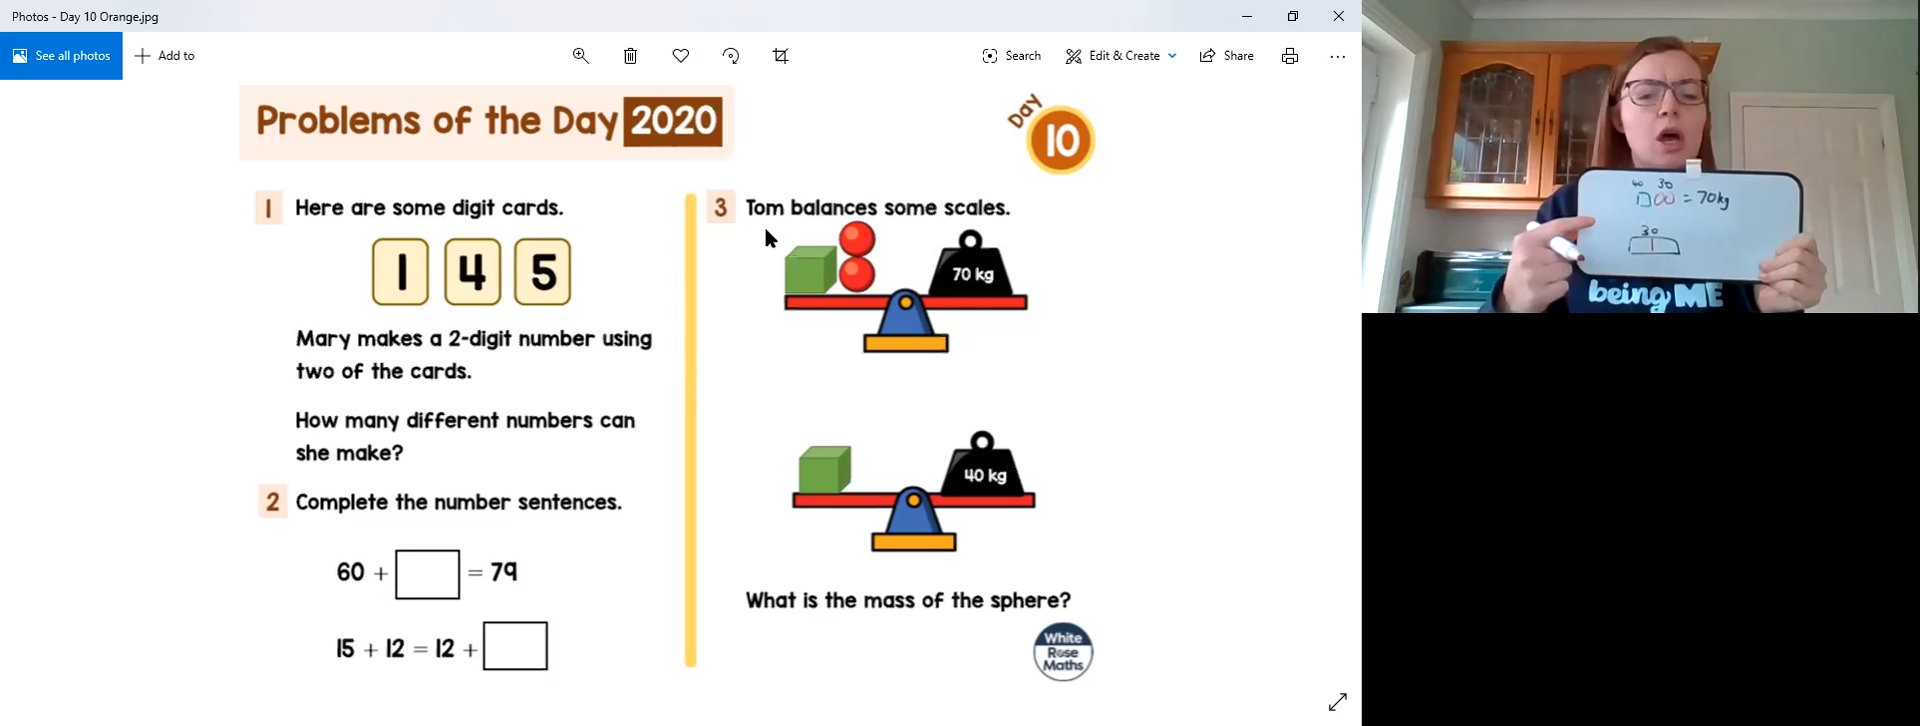 Photos - Day 10 Orange.jpg
See all photos
Add to
Search
Edit & Create
Share
Problems of the Day 2020
Day
10
1 Here are some digit cards.
1 4 5
Mary makes a 2-digit number using
two of the cards.
How many different numbers can
she make?
2 Complete the number sentences.
60 + = 79
15 + 12 = 12 +
3 Tom balances some scales.
70 kg
40 kg
What is the mass of the sphere?
White
Rose
Maths
40 30
= 70kg
30
being ME